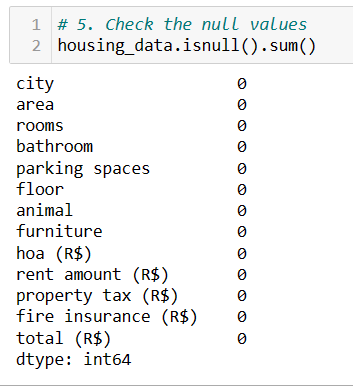 1 # 5. Check the null values
2 housing_data.isnull().sum()
city 0
area 0
rooms 0
bathroom 0
parking spaces 0
floor 0
animal 0
furniture 0
hoa (R$) 0
rent amount (R$) 0
property tax (R$) 0
fire insurance (R$) 0
total (R$) 0
dtype: int64